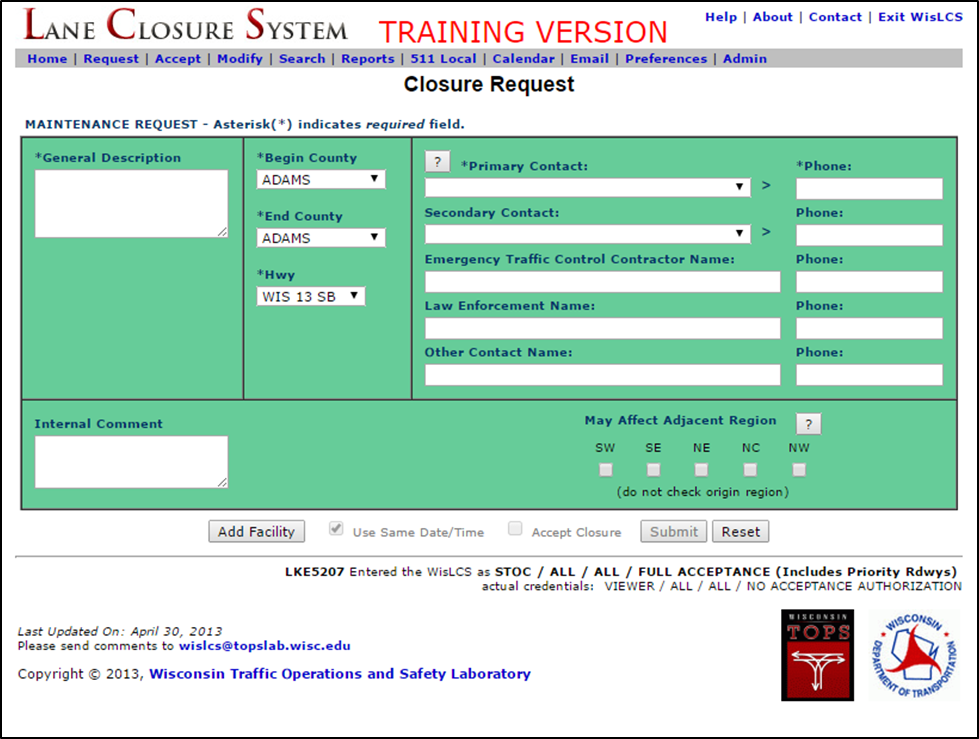 LANE CLOSURE SYSTEM TRAINING VERSION Help | About | Contact | Exit WisLCS
Home | Request | Accept | Modify | Search | Reports | 511 Local | Calendar | Email | Preferences | Admin
Closure Request
MAINTENANCE REQUEST - Asterisk(*) indicates required field.
*General Description
*Begin County
ADAMS
*End County
ADAMS
*Hwy
WIS 13 SB
? *Primary Contact: *Phone:
>
Secondary Contact: Phone:
>
Emergency Traffic Control Contractor Name: Phone:
Law Enforcement Name: Phone:
Other Contact Name: Phone:
Internal Comment
May Affect Adjacent Region ?
SW SE NE NC NW
(do not check origin region)
Add Facility Use Same Date/Time Accept Closure Submit Reset
LKE5207 Entered the WisLCS as STOC / ALL / ALL / FULL ACCEPTANCE (Includes Priority Rdwys)
actual credentials: VIEWER / ALL / ALL / NO ACCEPTANCE AUTHORIZATION
Last Updated On: April 30, 2013
Please send comments to wislcs@topslab.wisc.edu
Copyright © 2013, Wisconsin Traffic Operations and Safety Laboratory
WISCONSIN
TOPS
WISCONSIN
DEPARTMENT OF TRANSPORTATION